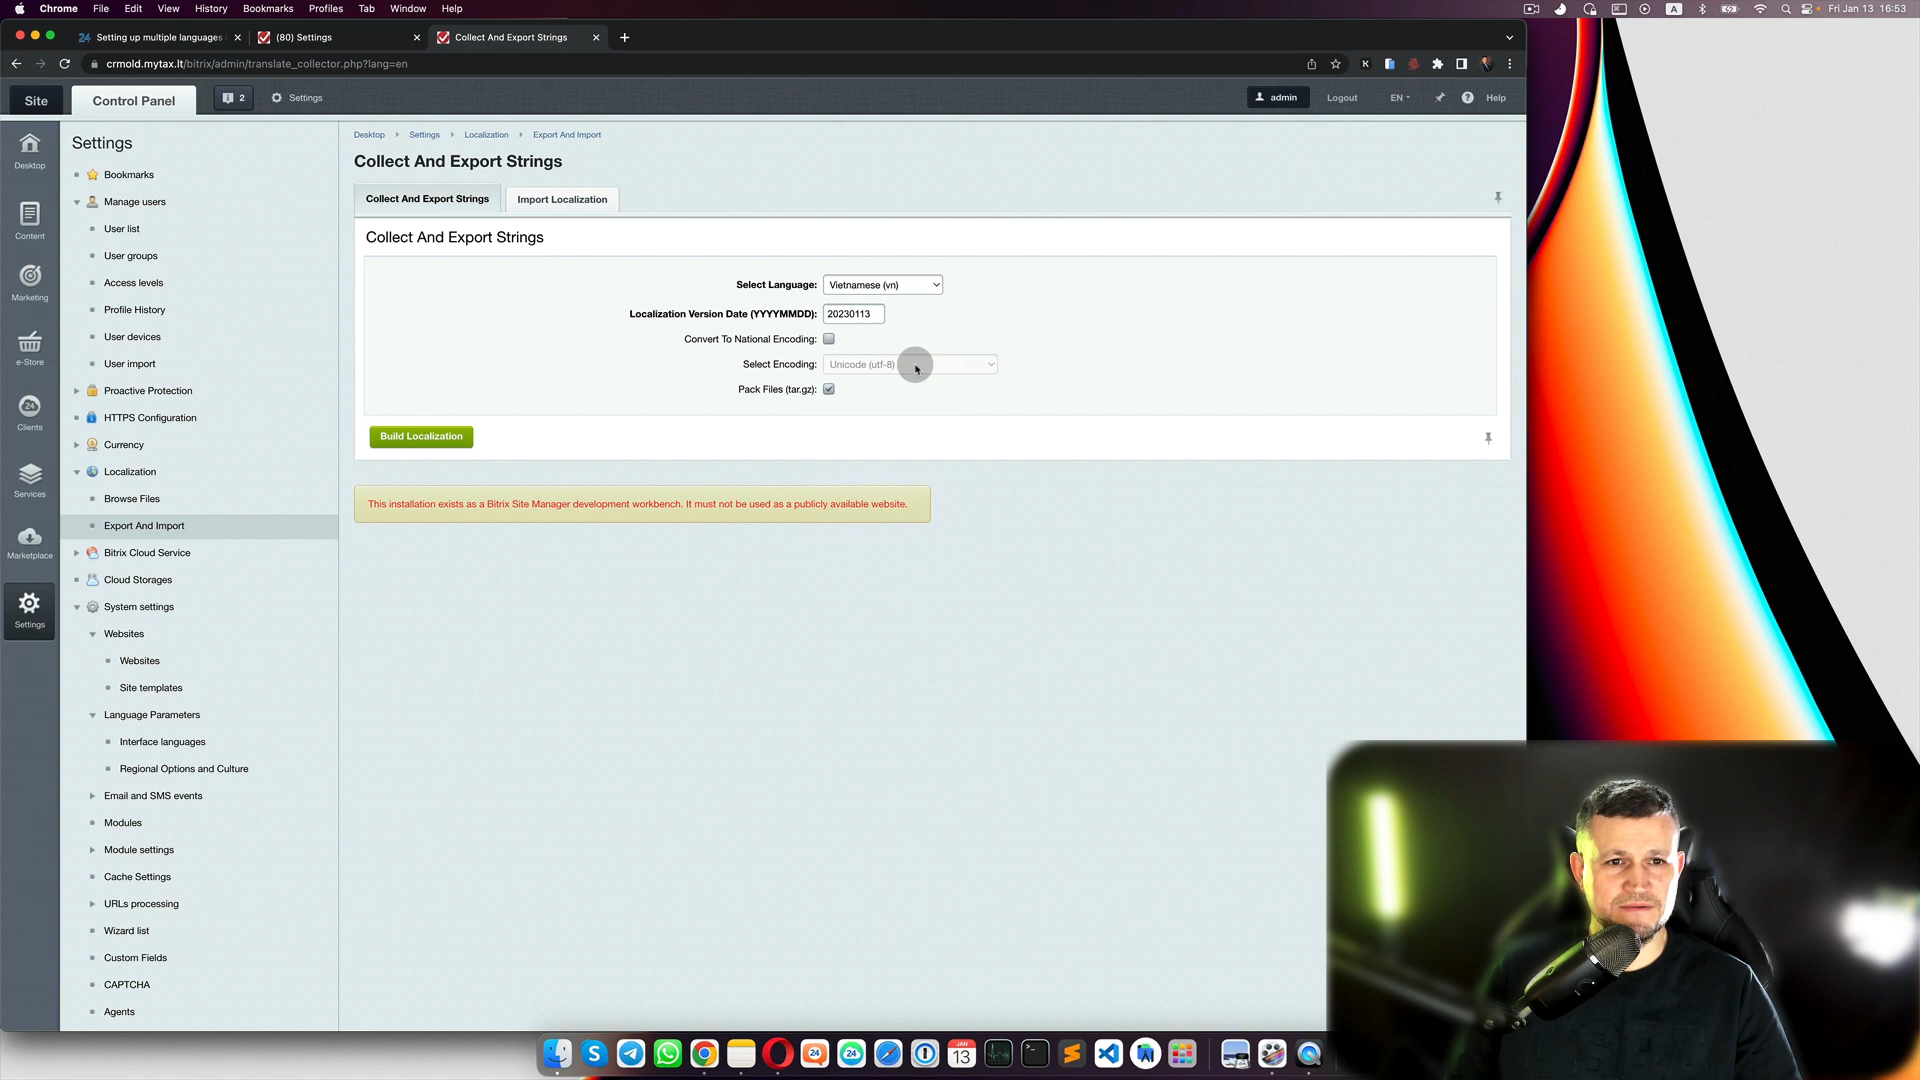 Chrome File Edit View History Bookmarks Profiles Tab Window Help
A
Fri Jan 13 16:53
24 Setting up multiple languages
(80) Settings
Collect And Export Strings
crmold.mytax.lt/bitrix/admin/translate_collector.php?lang=en
Site
Control Panel
2
Settings
admin
Logout
EN
Help
Desktop
Content
Marketing
e-Store
24
Clients
Services
Marketplace
Settings
Settings
Bookmarks
Manage users
User list
User groups
Access levels
Profile History
User devices
User import
Proactive Protection
HTTPS Configuration
Currency
Localization
Browse Files
Export And Import
Bitrix Cloud Service
Cloud Storages
System settings
Websites
Websites
Site templates
Language Parameters
Interface languages
Regional Options and Culture
Email and SMS events
Modules
Module settings
Cache Settings
URLs processing
Wizard list
Custom Fields
CAPTCHA
Agents
Desktop Settings Localization Export And Import
Collect And Export Strings
Collect And Export Strings
Import Localization
Collect And Export Strings
Select Language: Vietnamese (vn)
Localization Version Date (YYYYMMDD): 20230113
Convert To National Encoding:
Select Encoding: Unicode (utf-8)
Pack Files (tar.gz):
Build Localization
This installation exists as a Bitrix Site Manager development workbench. It must not be used as a publicly available website.
24
24
JAN
13